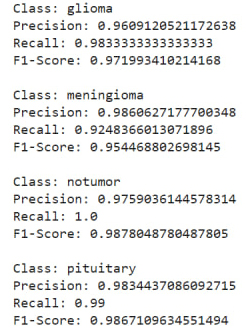 Class: glioma
Precision: 0.9609120521172638
Recall: 0.9833333333333333
F1-Score: 0.971993410214168
Class: meningioma
Precision: 0.9860627177700348
Recall: 0.9248366013071896
F1-Score: 0.954468802698145
Class: notumor
Precision: 0.9759036144578314
Recall: 1.0
F1-Score: 0.9878048780487805
Class: pituitary
Precision: 0.9834437086092715
Recall: 0.99
F1-Score: 0.9867109634551494